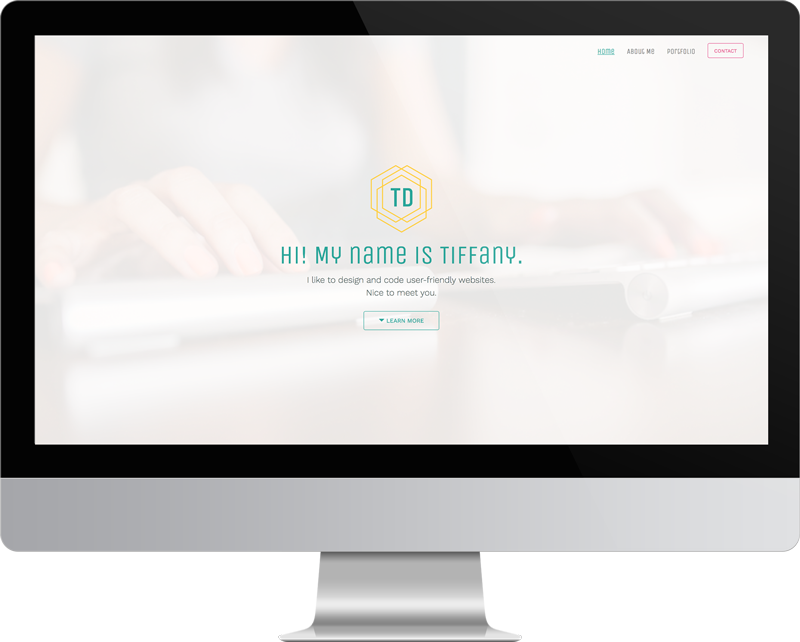 Home
About Me
Portfolio
CONTACT
TD
Hi! My name is Tiffany.
I like to design and code user-friendly websites.
Nice to meet you.
LEARN MORE